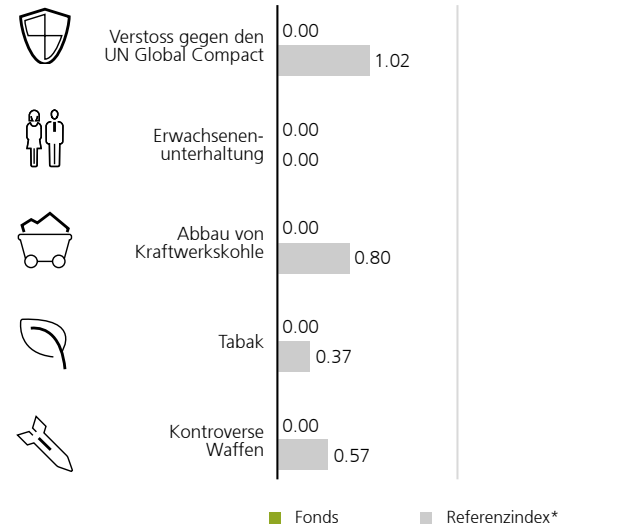 Verstoss gegen den
UN Global Compact
0.00
1.02
Erwachsenen-
unterhaltung
0.00
0.00
Abbau von
Kraftwerkskohle
0.00
0.80
Tabak
0.00
0.37
Kontroverse
Waffen
0.00
0.57
Fonds
Referenzindex*